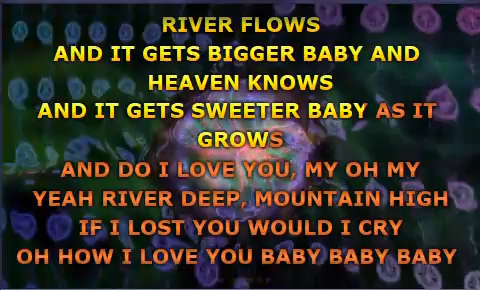 RIVER FLOWS
AND IT GETS BIGGER BABY AND
HEAVEN KNOWS
AND IT GETS SWEETER BABY AS IT
GROWS
AND DO I LOVE YOU, MY OH MY
YEAH RIVER DEEP, MOUNTAIN HIGH
IF I LOST YOU WOULD I CRY
OH HOW I LOVE YOU BABY BABY BABY